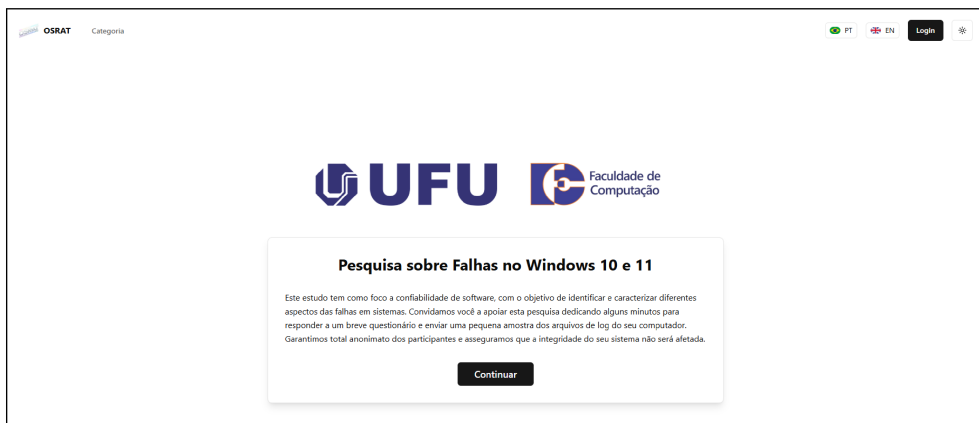 OSRAT Categoria PT EN Login
UFU Faculdade de
Computação
Pesquisa sobre Falhas no Windows 10 e 11
Este estudo tem como foco a confiabilidade de software, com o objetivo de identificar e caracterizar diferentes
aspectos das falhas em sistemas. Convidamos você a apoiar esta pesquisa dedicando alguns minutos para
responder a um breve questionário e enviar uma pequena amostra dos arquivos de log do seu computador.
Garantimos total anonimato dos participantes e asseguramos que a integridade do seu sistema não será afetada.
Continuar